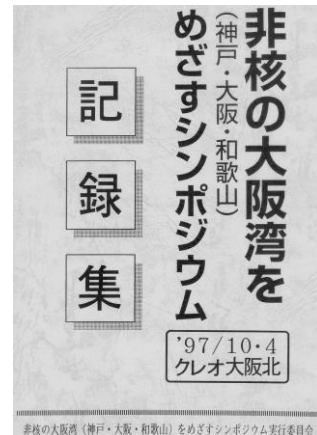 非核の大阪湾を
(神戸・大阪・和歌山)
めざすシンポジウム
記録集
'97/10・4
クレオ大阪北
非核の大阪湾(神戸・大阪・和歌山)をめざすシンポジウム実行委員会